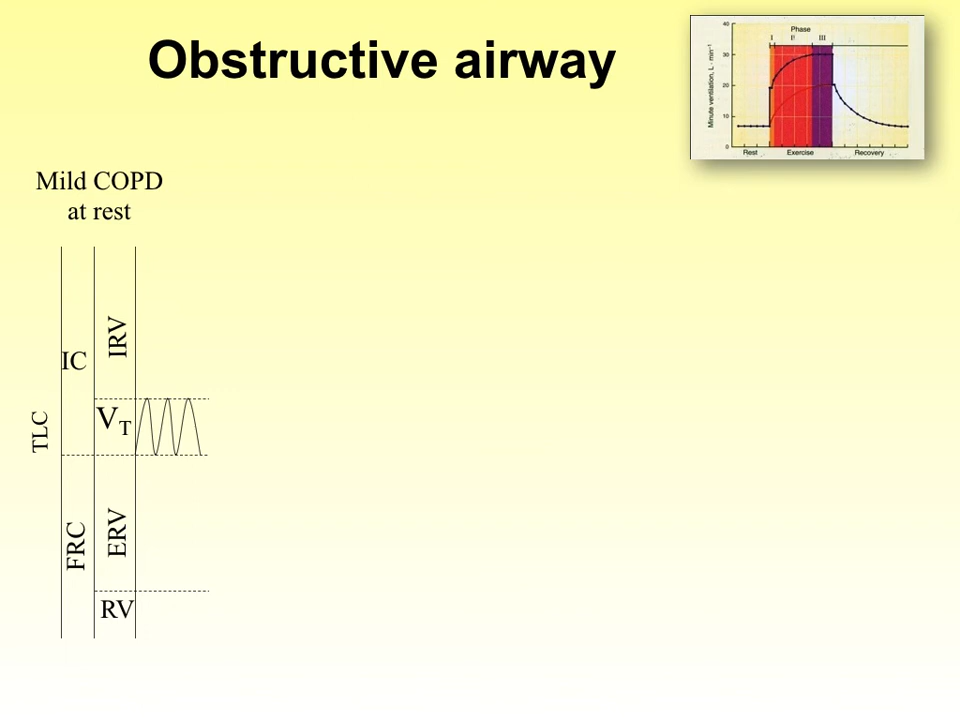 Obstructive airway
Phase
I II III
Minute ventilation, L · min⁻¹
40
30
20
10
0
Rest Exercise Recovery
Mild COPD
at rest
IRV
IC
VT
TLC
FRC
ERV
RV